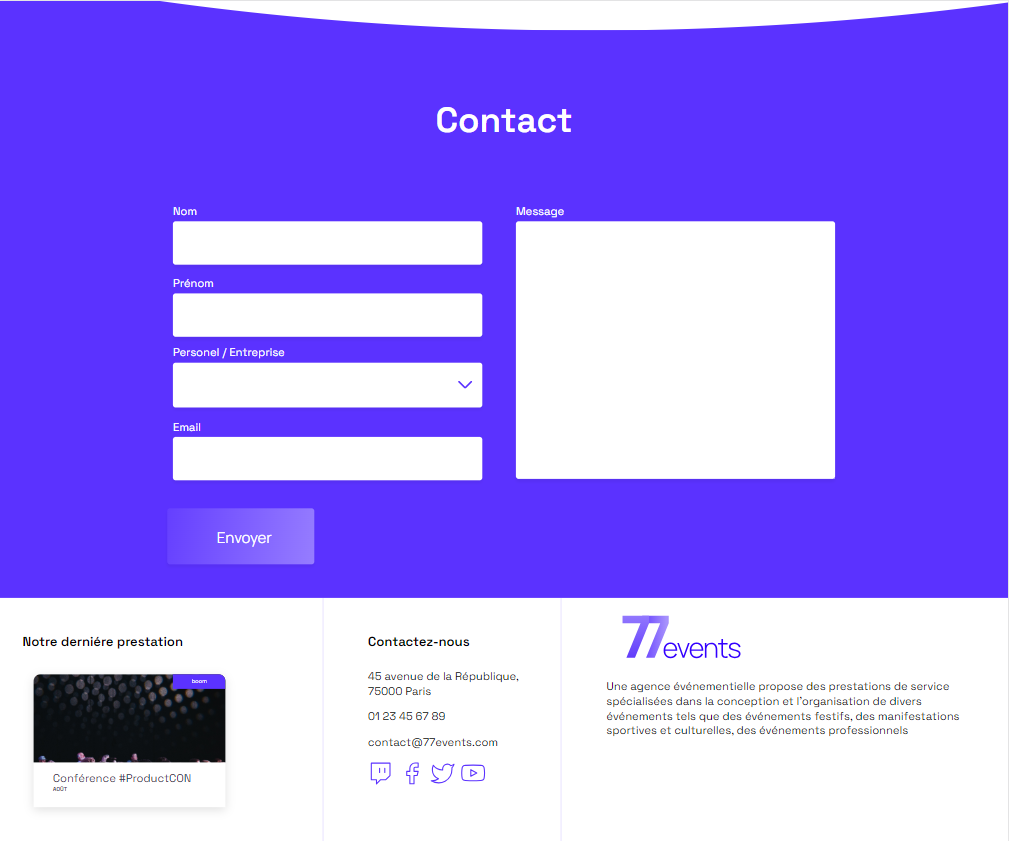 Contact
Nom
Prénom
Personel / Entreprise
Email
Message
Envoyer
Notre derniére prestation
boom
Conférence #ProductCON
AOÛT
Contactez-nous
45 avenue de la République,
75000 Paris
01 23 45 67 89
contact@77events.com
77events
Une agence événementielle propose des prestations de service
spécialisées dans la conception et l'organisation de divers
événements tels que des événements festifs, des manifestations
sportives et culturelles, des événements professionnels